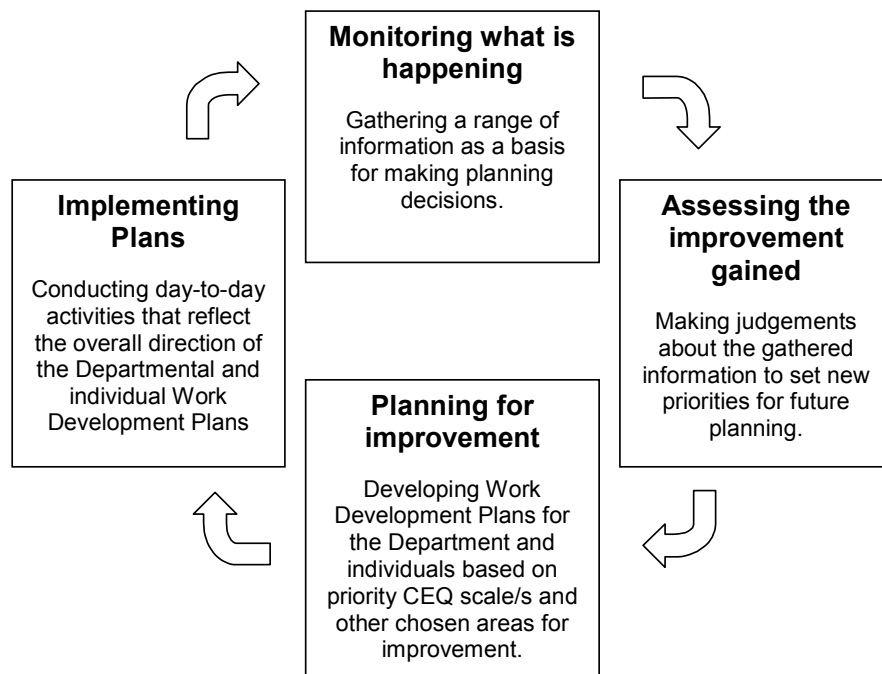 Monitoring what is
happening
Gathering a range of
information as a basis
for making planning
decisions.
Implementing
Plans
Conducting day-to-day
activities that reflect
the overall direction of
the Departmental and
individual Work
Development Plans
Assessing the
improvement
gained
Making judgements
about the gathered
information to set new
priorities for future
planning.
Planning for
improvement
Developing Work
Development Plans for
the Department and
individuals based on
priority CEQ scale/s and
other chosen areas for
improvement.